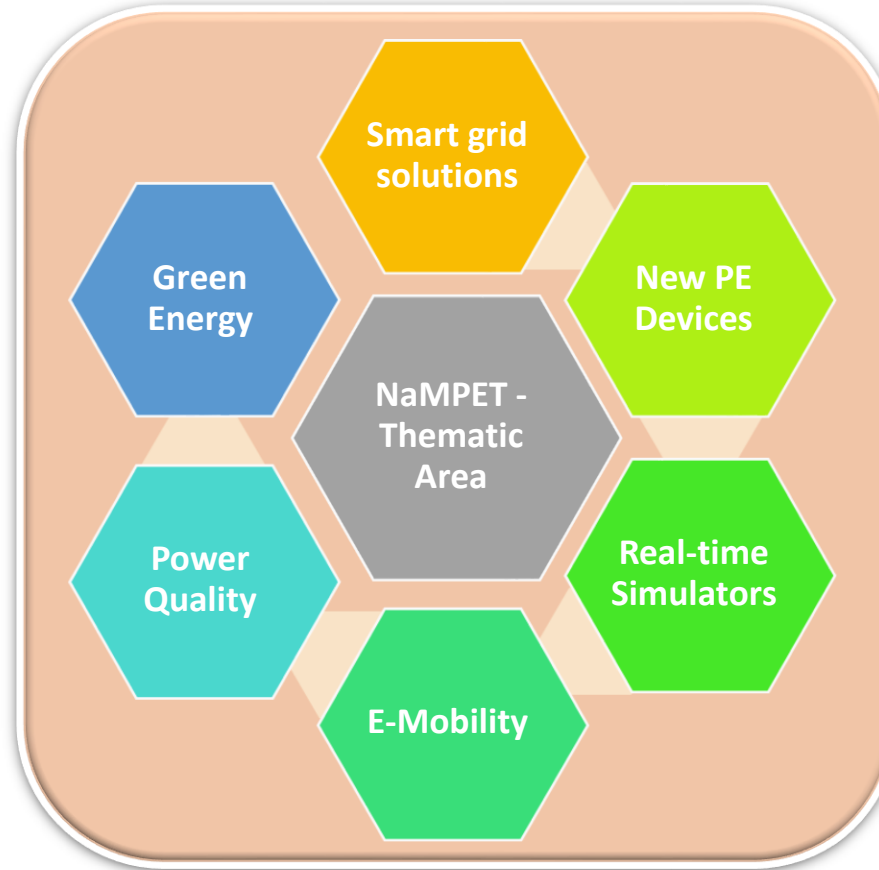 Smart grid
solutions
Green
Energy
New PE
Devices
NaMPET -
Thematic
Area
Power
Quality
Real-time
Simulators
E-Mobility